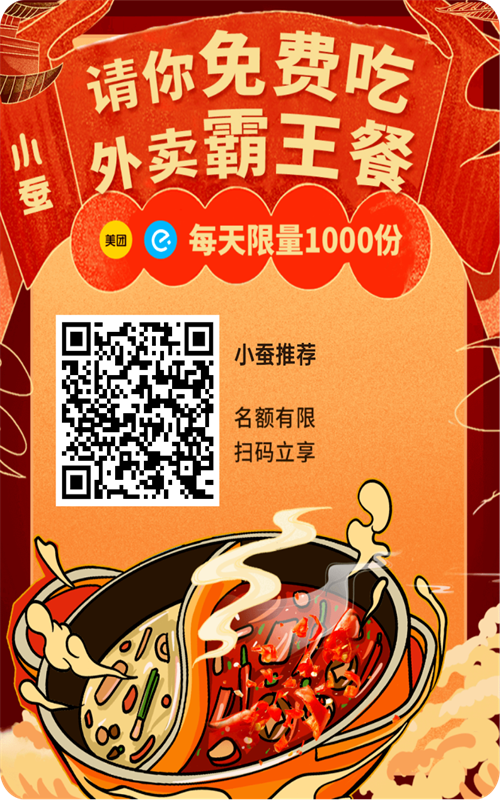 请你免费吃
外卖霸王餐
小蚕
美团 每天限量1000份
小蚕推荐
名额有限
扫码立享